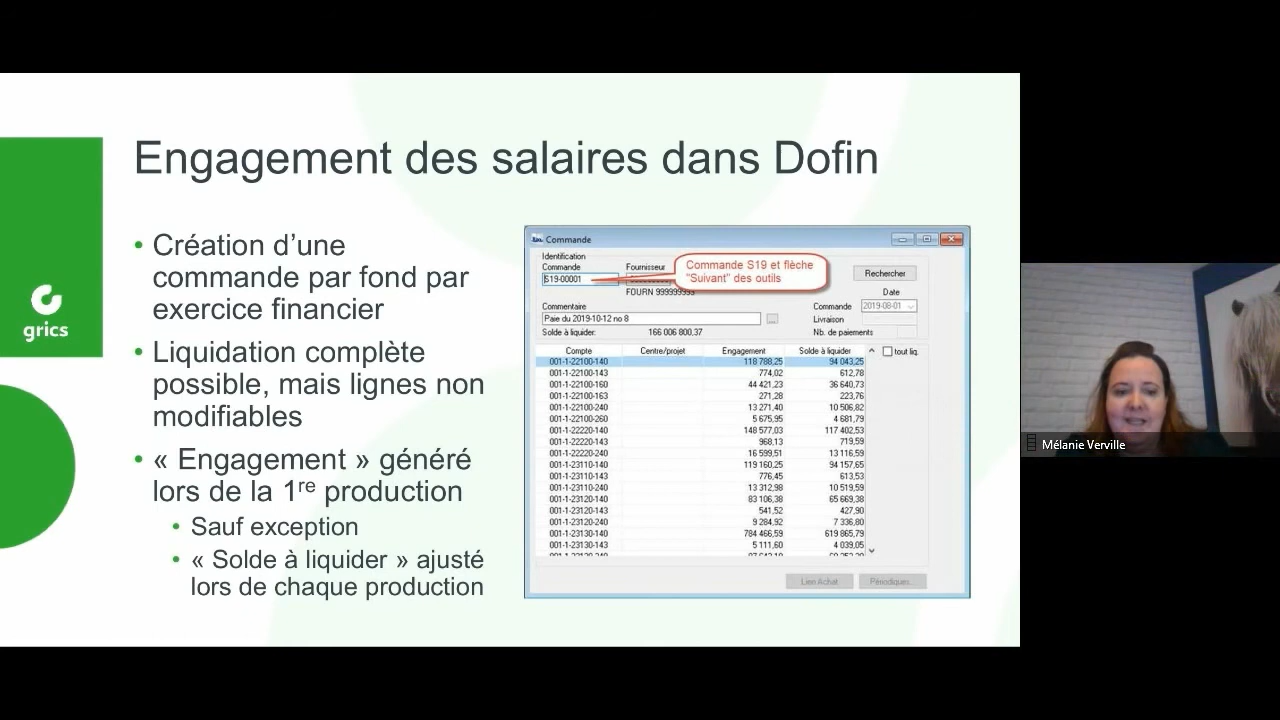 Engagement des salaires dans Dofin
grics
• Création d’une
commande par fond par
exercice financier
• Liquidation complète
possible, mais lignes non
modifiables
• « Engagement » généré
lors de la 1re production
• Sauf exception
• « Solde à liquider » ajusté
lors de chaque production
Commande
Identification
Commande Fournisseur
S19-00001
Commande S19 et flèche
"Suivant" des outils
Rechercher
FOURN 999999999
Date
Commentaire
Commande 2019-08-01
Paie du 2019-10-12 no 8 ...
Livraison
Solde à liquider: 166 006 800,37
Nb. de paiements
Compte Centre/projet Engagement Solde à liquider tout liq.
001-1-22100-140 118 788,25 94 043,25
001-1-22100-143 774,02 612,78
001-1-22100-160 44 421,23 36 640,73
001-1-22100-163 271,28 223,76
001-1-22100-240 13 271,40 10 506,82
001-1-22100-260 5 675,95 4 681,79
001-1-22220-140 148 577,03 117 402,53
001-1-22220-143 968,13 719,59
001-1-22220-240 16 599,51 13 116,59
001-1-23110-140 119 160,25 94 157,65
001-1-23110-143 776,45 613,53
001-1-23110-240 13 312,98 10 519,59
001-1-23120-140 83 106,38 65 669,38
001-1-23120-143 541,52 427,90
001-1-23120-240 9 284,92 7 336,80
001-1-23130-140 784 466,59 619 865,79
001-1-23130-143 5 111,60 4 039,05
Lien Achat Périodiques...
Mélanie Verville